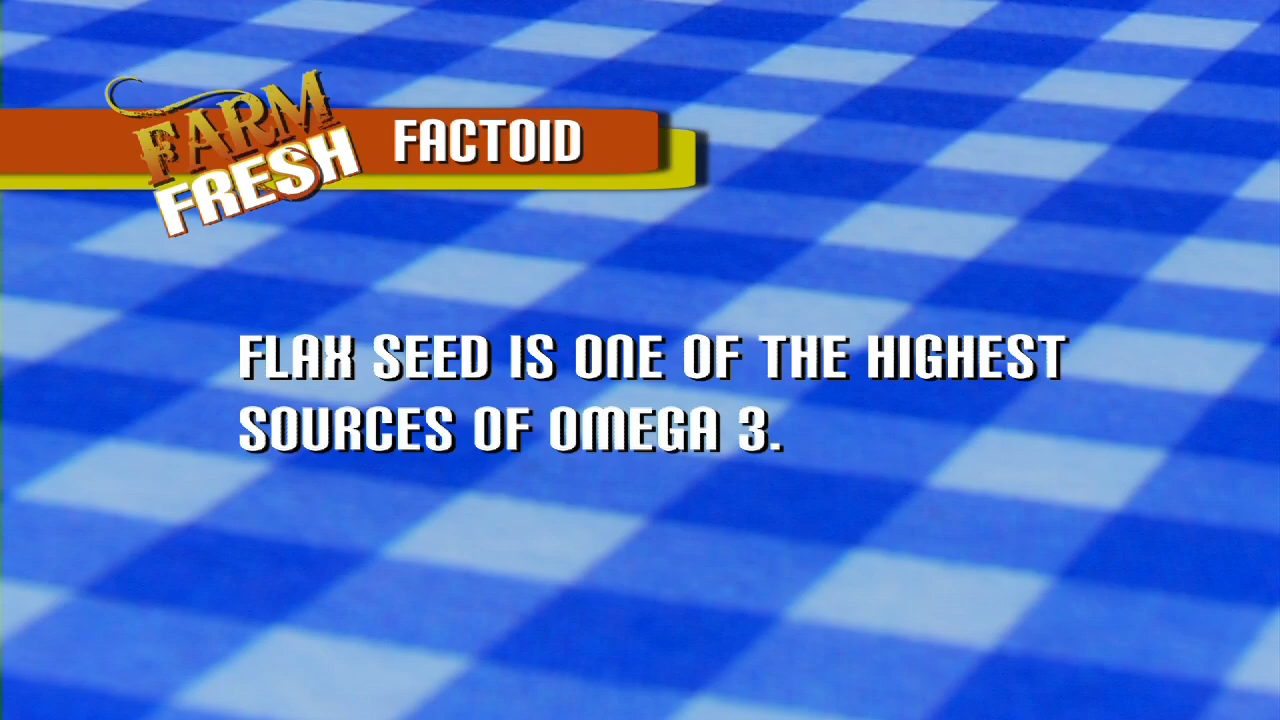 FARM
FRESH
FACTOID
FLAX SEED IS ONE OF THE HIGHEST
SOURCES OF OMEGA 3.